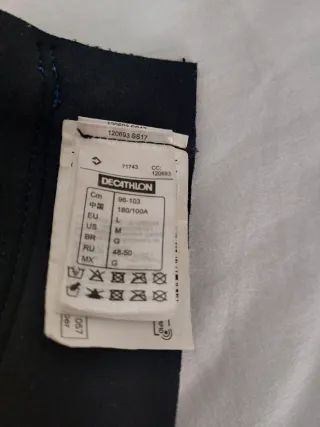 120693 SS17
71743 CC:
120693
DECATHLON
Cm 96-103
中国 180/100A
EU L
US M
BR G
RU 48-50
MX G